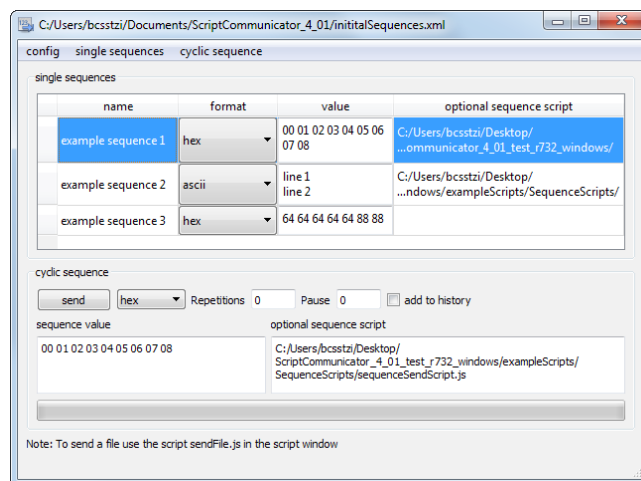 C:/Users/bcsstzi/Documents/ScriptCommunicator_4_01/inititalSequences.xml
config single sequences cyclic sequence
single sequences
name format value optional sequence script
example sequence 1 hex 00 01 02 03 04 05 06 C:/Users/bcsstzi/Desktop/
07 08 ...ommunicator_4_01_test_r732_windows/
example sequence 2 ascii line 1 C:/Users/bcsstzi/Desktop/
line 2 ...ndows/exampleScripts/SequenceScripts/
example sequence 3 hex 64 64 64 64 64 88 88
cyclic sequence
send hex Repetitions 0 Pause 0 add to history
sequence value optional sequence script
00 01 02 03 04 05 06 07 08 C:/Users/bcsstzi/Desktop/
ScriptCommunicator_4_01_test_r732_windows/exampleScripts/
SequenceScripts/sequenceSendScript.js
Note: To send a file use the script sendFile.js in the script window